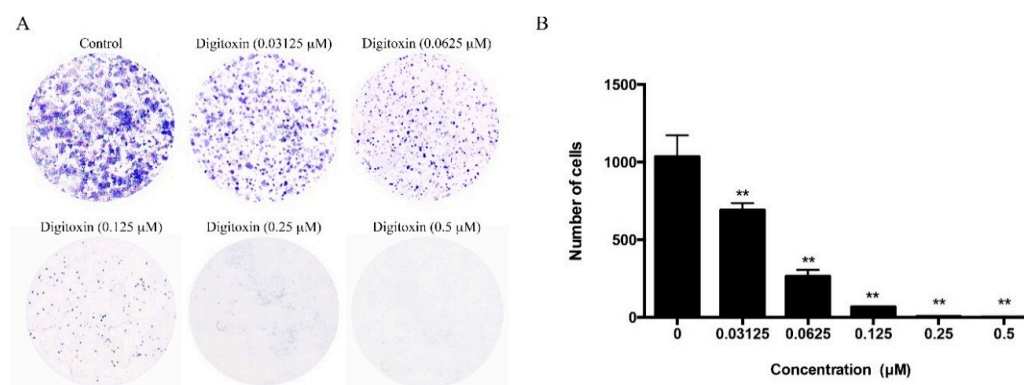 A
Control
Digitoxin (0.03125 µM)
Digitoxin (0.0625 µM)
Digitoxin (0.125 µM)
Digitoxin (0.25 µM)
Digitoxin (0.5 µM)
B
Number of cells
1500
1000
500
0
**
**
**
**
**
0 0.03125 0.0625 0.125 0.25 0.5
Concentration (µM)